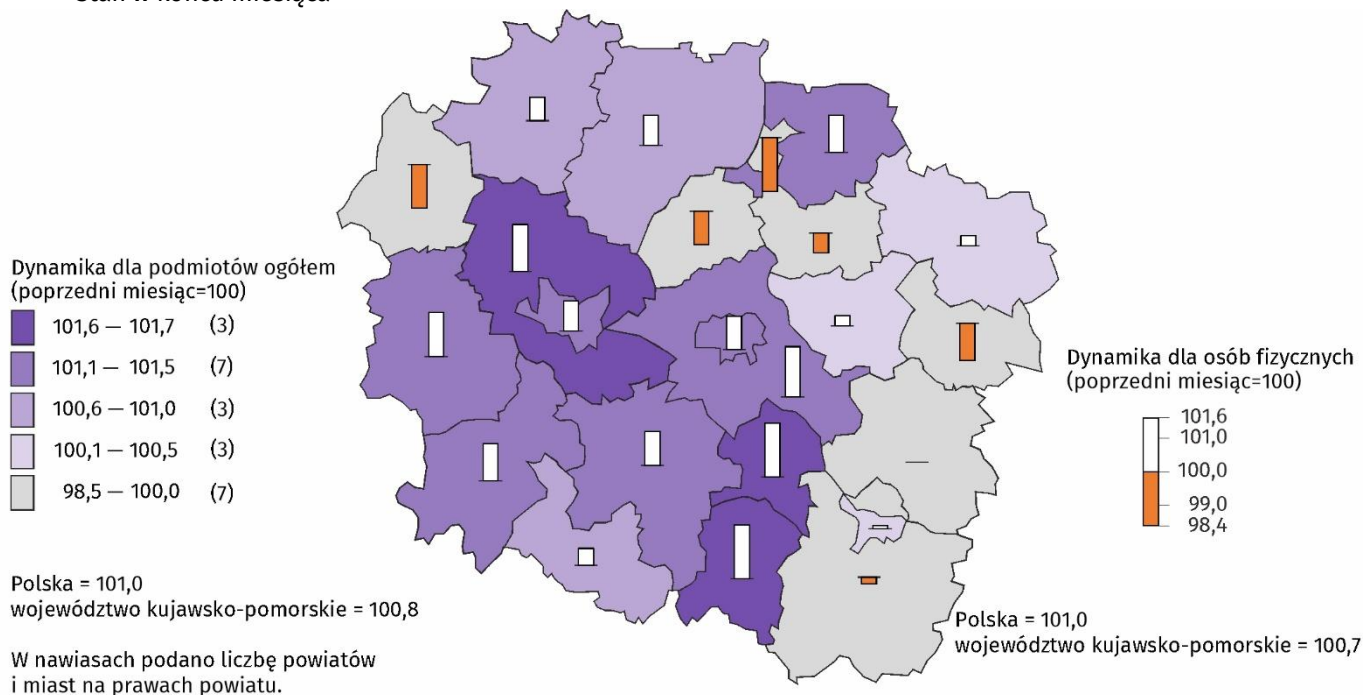 Stan w końcu miesiąca
Dynamika dla podmiotów ogółem
(poprzedni miesiąc=100)
101,6 — 101,7 (3)
101,1 — 101,5 (7)
100,6 — 101,0 (3)
100,1 — 100,5 (3)
98,5 — 100,0 (7)
Polska = 101,0
województwo kujawsko-pomorskie = 100,8
W nawiasach podano liczbę powiatów
i miast na prawach powiatu.
Dynamika dla osób fizycznych
(poprzedni miesiąc=100)
101,6
101,0
100,0
99,0
98,4
Polska = 101,0
województwo kujawsko-pomorskie = 100,7